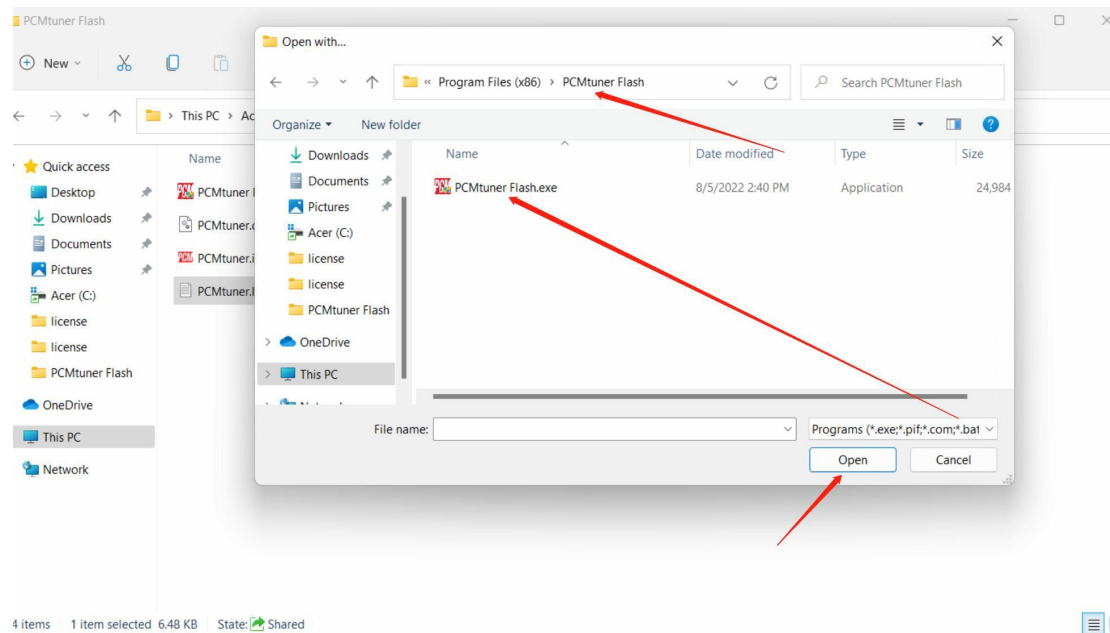 PCMtuner Flash
Open with...
New
Program Files (x86) > PCMtuner Flash
Search PCMtuner Flash
This PC
Organize
New folder
Quick access
Desktop
Downloads
Documents
Pictures
Acer (C:)
license
license
PCMtuner Flash
OneDrive
This PC
Network
Name
PCMtuner
PCMtuner.
PCMtuner.i
PCMtuner.
Downloads
Documents
Pictures
Acer (C:)
license
license
PCMtuner Flash
OneDrive
This PC
Name Date modified Type Size
PCMtuner Flash.exe 8/5/2022 2:40 PM Application 24,984
File name:
Programs (*.exe;*.pif;*.com;*.bat
Open
Cancel
4 items 1 item selected 6.48 KB State: Shared